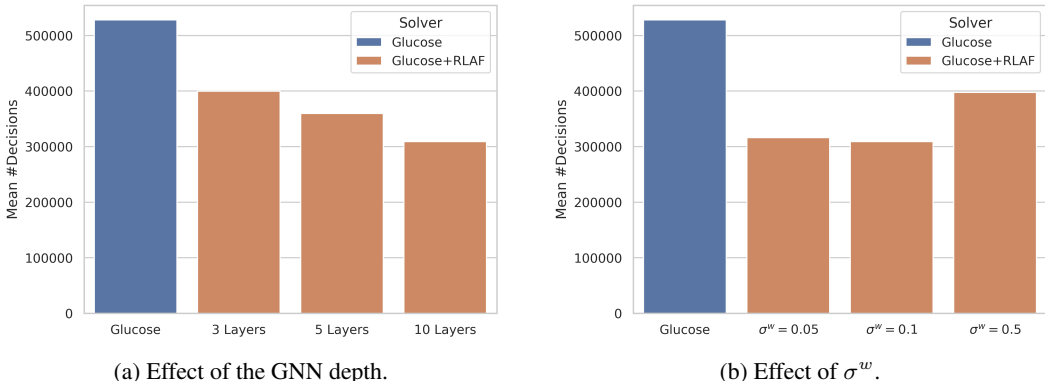 Mean #Decisions
500000
400000
300000
200000
100000
0
Solver
Glucose
Glucose+RLAF
Glucose 3 Layers 5 Layers 10 Layers
(a) Effect of the GNN depth.
Mean #Decisions
500000
400000
300000
200000
100000
0
Solver
Glucose
Glucose+RLAF
Glucose σ^w = 0.05 σ^w = 0.1 σ^w = 0.5
(b) Effect of σ^w.